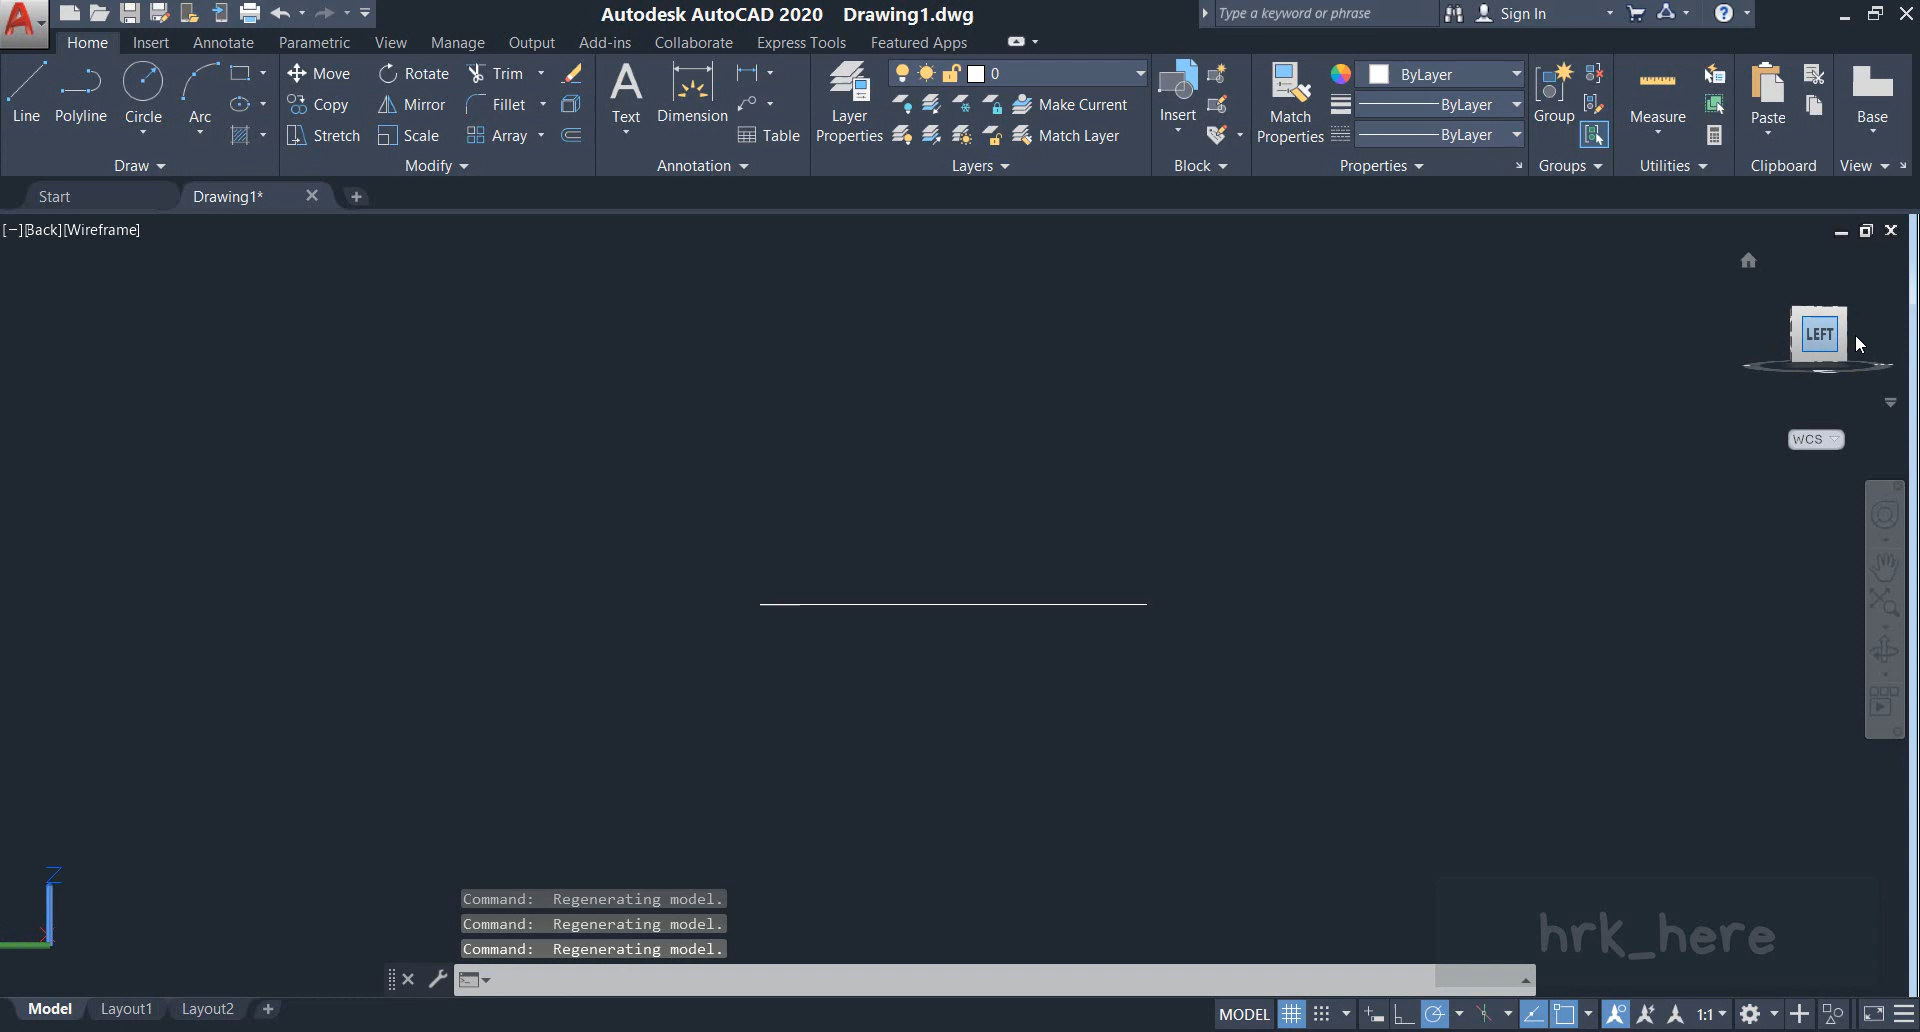 Autodesk AutoCAD 2020 Drawing1.dwg
Type a keyword or phrase
Sign In
Home Insert Annotate Parametric View Manage Output Add-ins Collaborate Express Tools Featured Apps
Line Polyline Circle Arc
Move Rotate Trim
Copy Mirror Fillet
Stretch Scale Array
Text Dimension Table
Layer Properties
0
Make Current
Match Layer
Insert
Match Properties
ByLayer
ByLayer
ByLayer
Group
Measure
Paste
Base
Draw Modify Annotation Layers Block Properties Groups Utilities Clipboard View
Start Drawing1*
[−][Back][Wireframe]
LEFT
WCS
Z
X
Command: Regenerating model.
Command: Regenerating model.
Command: Regenerating model.
hrk_here
Model Layout1 Layout2
MODEL 1:1